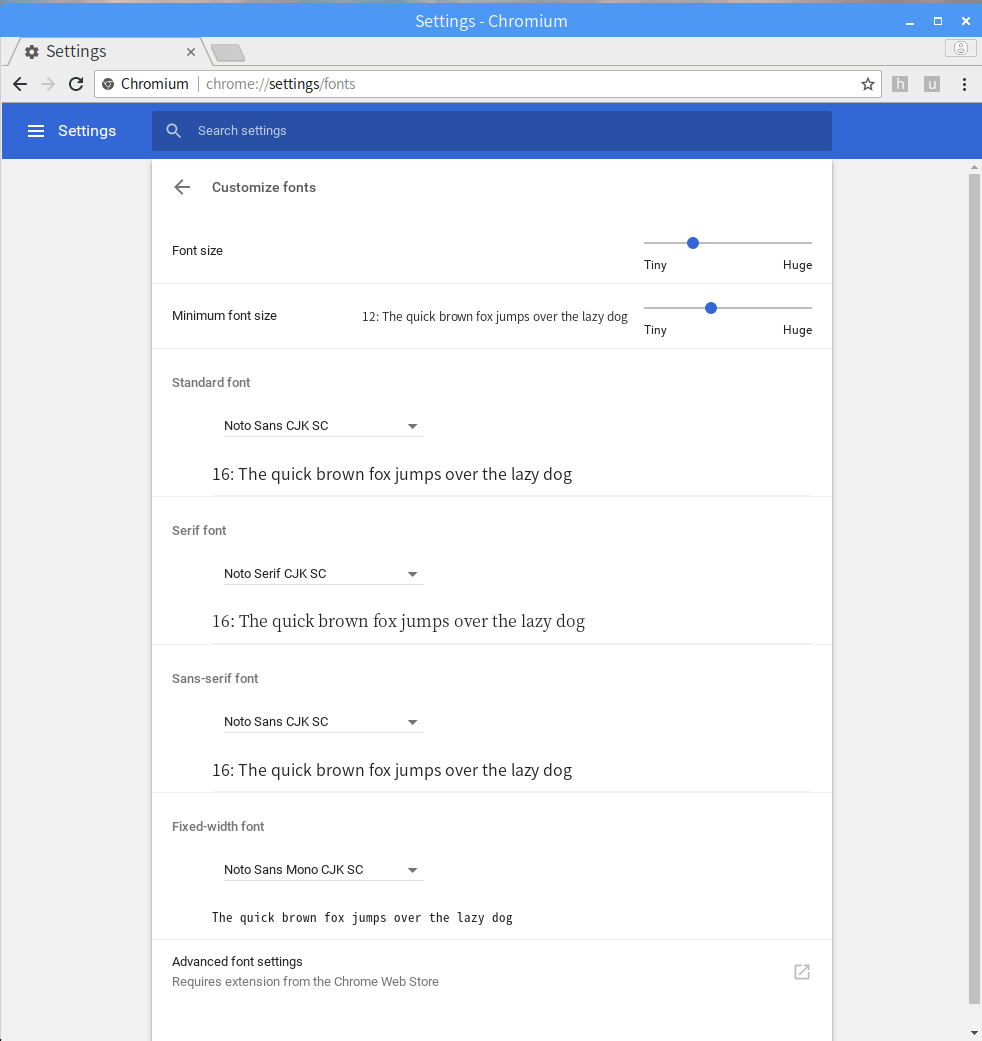 Settings - Chromium
Settings
Chromium | chrome://settings/fonts
h u
Settings
Search settings
Customize fonts
Font size
Tiny Huge
Minimum font size 12: The quick brown fox jumps over the lazy dog
Tiny Huge
Standard font
Noto Sans CJK SC
16: The quick brown fox jumps over the lazy dog
Serif font
Noto Serif CJK SC
16: The quick brown fox jumps over the lazy dog
Sans-serif font
Noto Sans CJK SC
16: The quick brown fox jumps over the lazy dog
Fixed-width font
Noto Sans Mono CJK SC
The quick brown fox jumps over the lazy dog
Advanced font settings
Requires extension from the Chrome Web Store